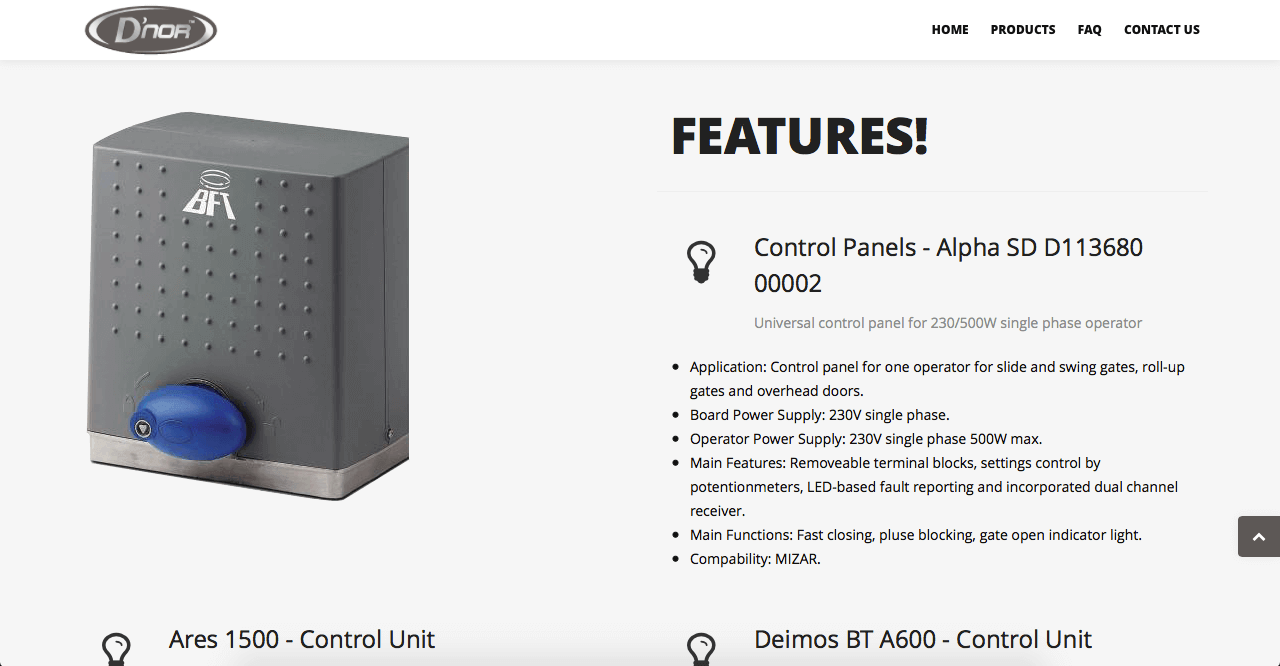 D'NOR™
HOME PRODUCTS FAQ CONTACT US
BFT
FEATURES!
Control Panels - Alpha SD D113680
00002
Universal control panel for 230/500W single phase operator
Application: Control panel for one operator for slide and swing gates, roll-up
gates and overhead doors.
Board Power Supply: 230V single phase.
Operator Power Supply: 230V single phase 500W max.
Main Features: Removeable terminal blocks, settings control by
potentionmeters, LED-based fault reporting and incorporated dual channel
receiver.
Main Functions: Fast closing, pluse blocking, gate open indicator light.
Compability: MIZAR.
Ares 1500 - Control Unit
Deimos BT A600 - Control Unit